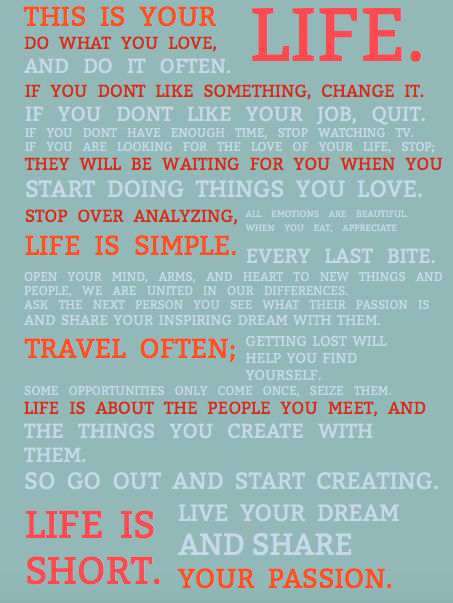 THIS IS YOUR
LIFE.
DO WHAT YOU LOVE,
AND DO IT OFTEN.
IF YOU DONT LIKE SOMETHING, CHANGE IT.
IF YOU DONT LIKE YOUR JOB, QUIT.
IF YOU DONT HAVE ENOUGH TIME, STOP WATCHING TV.
IF YOU ARE LOOKING FOR THE LOVE OF YOUR LIFE, STOP;
THEY WILL BE WAITING FOR YOU WHEN YOU
START DOING THINGS YOU LOVE.
STOP OVER ANALYZING,
LIFE IS SIMPLE.
ALL EMOTIONS ARE BEAUTIFUL.
WHEN YOU EAT, APPRECIATE
EVERY LAST BITE.
OPEN YOUR MIND, ARMS, AND HEART TO NEW THINGS AND
PEOPLE, WE ARE UNITED IN OUR DIFFERENCES.
ASK THE NEXT PERSON YOU SEE WHAT THEIR PASSION IS
AND SHARE YOUR INSPIRING DREAM WITH THEM.
TRAVEL OFTEN;
GETTING LOST WILL
HELP YOU FIND
YOURSELF.
SOME OPPORTUNITIES ONLY COME ONCE, SEIZE THEM.
LIFE IS ABOUT THE PEOPLE YOU MEET, AND
THE THINGS YOU CREATE WITH
THEM.
SO GO OUT AND START CREATING.
LIFE IS
SHORT.
LIVE YOUR DREAM
AND SHARE
YOUR PASSION.